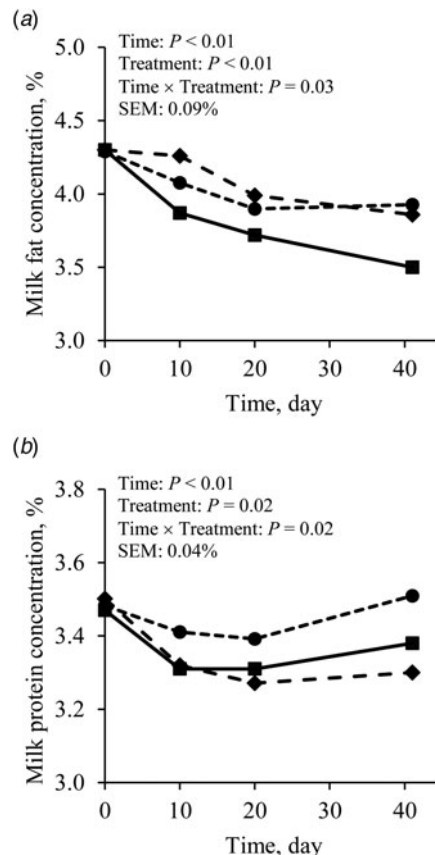 (a)
5.0
Time: P < 0.01
Treatment: P < 0.01
Time × Treatment: P = 0.03
SEM: 0.09%
4.5
4.0
3.5
3.0
Milk fat concentration, %
0 10 20 30 40
Time, day
(b)
3.8
Time: P < 0.01
Treatment: P = 0.02
Time × Treatment: P = 0.02
SEM: 0.04%
3.6
3.4
3.2
3.0
Milk protein concentration, %
0 10 20 30 40
Time, day